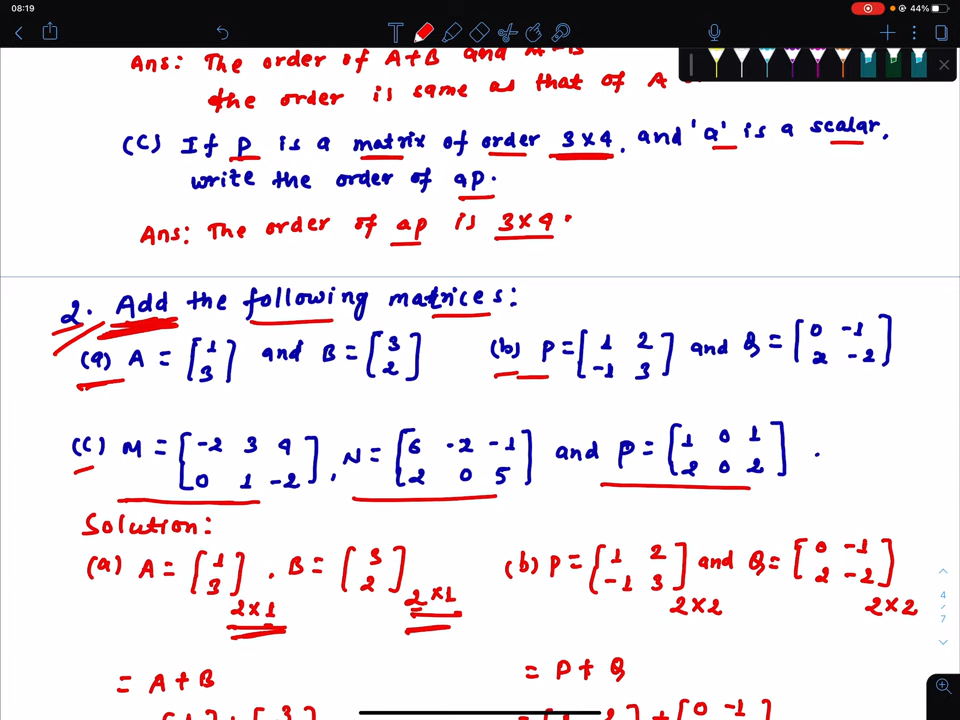 08:19
44%
Ans: The order of A+B and A-B
the order is same as that of A
(C) If P is a matrix of order 3×4, and 'a' is a scalar,
write the order of aP.
Ans: The order of aP is 3×4.
2. Add the following matrices:
(a) A = [1 and B = [3 (b) P = [1 2 and Q = [0 -1
3] 2] -1 3] 2 -2]
(C) M = [-2 3 4 N = [6 -2 -1 and P = [1 0 1
0 1 -2], 2 0 5] 2 0 2].
Solution:
(a) A = [1 , B = [3 (b) P = [1 2 and Q = [0 -1
3] 2] -1 3] 2 -2]
2×1 2×1 2×2 2×2
= A+B = P+Q
4
/
7